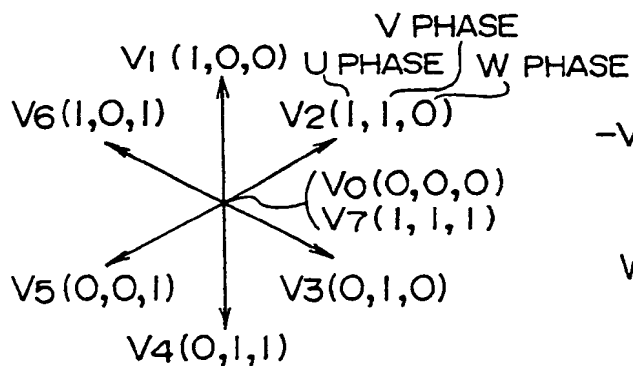 V PHASE
V1 (1,0,0) U PHASE W PHASE
V6(1,0,1) V2(1,1,0)
-V
V0(0,0,0)
V7(1,1,1)
V5(0,0,1) V3(0,1,0) W
V4(0,1,1)